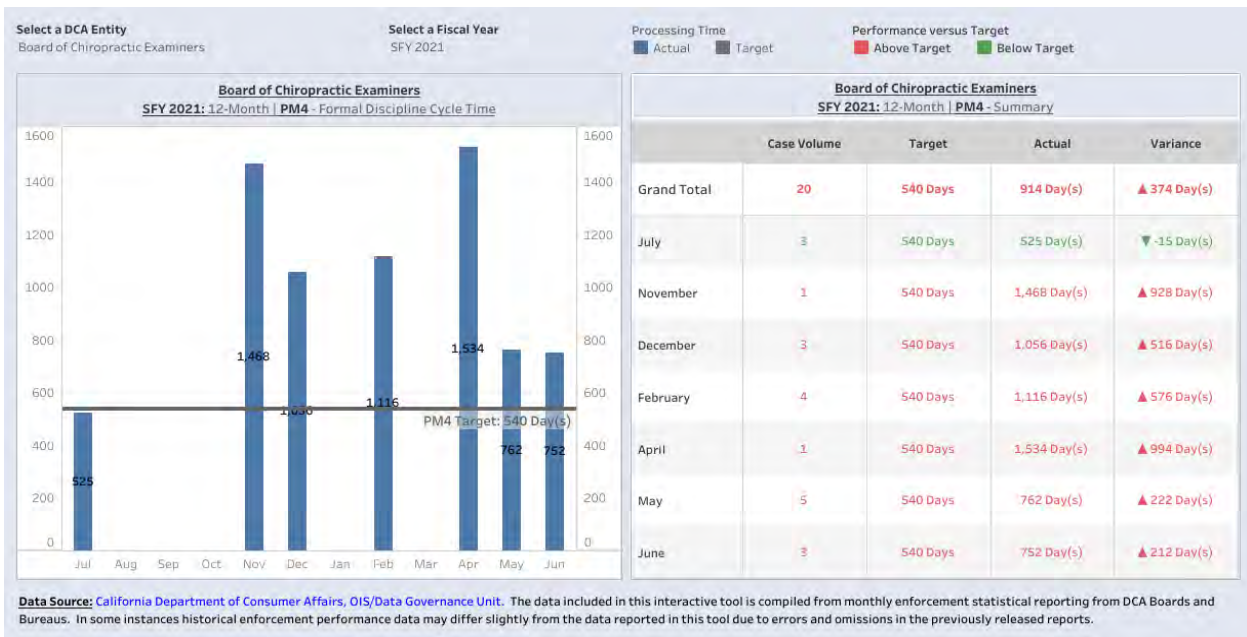 Select a DCA Entity
Board of Chiropractic Examiners
Select a Fiscal Year
SFY 2021
Processing Time
Actual Target
Performance versus Target
Above Target Below Target
Board of Chiropractic Examiners
SFY 2021: 12-Month | PM4 - Formal Discipline Cycle Time
1600 1600
1400 1400
1200 1200
1000 1000
800 800
600 600
400 400
200 200
0 0
1,468
1,534
1,056
1,116
PM4 Target: 540 Day(s)
762 752
525
Jul Aug Sep Oct Nov Dec Jan Feb Mar Apr May Jun
Board of Chiropractic Examiners
SFY 2021: 12-Month | PM4 - Summary
Case Volume Target Actual Variance
Grand Total 20 540 Days 914 Day(s) ▲ 374 Day(s)
July 3 540 Days 525 Day(s) ▼ -15 Day(s)
November 1 540 Days 1,468 Day(s) ▲ 928 Day(s)
December 3 540 Days 1,056 Day(s) ▲ 516 Day(s)
February 4 540 Days 1,116 Day(s) ▲ 576 Day(s)
April 1 540 Days 1,534 Day(s) ▲ 994 Day(s)
May 5 540 Days 762 Day(s) ▲ 222 Day(s)
June 3 540 Days 752 Day(s) ▲ 212 Day(s)
Data Source: California Department of Consumer Affairs, OIS/Data Governance Unit. The data included in this interactive tool is compiled from monthly enforcement statistical reporting from DCA Boards and
Bureaus. In some instances historical enforcement performance data may differ slightly from the data reported in this tool due to errors and omissions in the previously released reports.